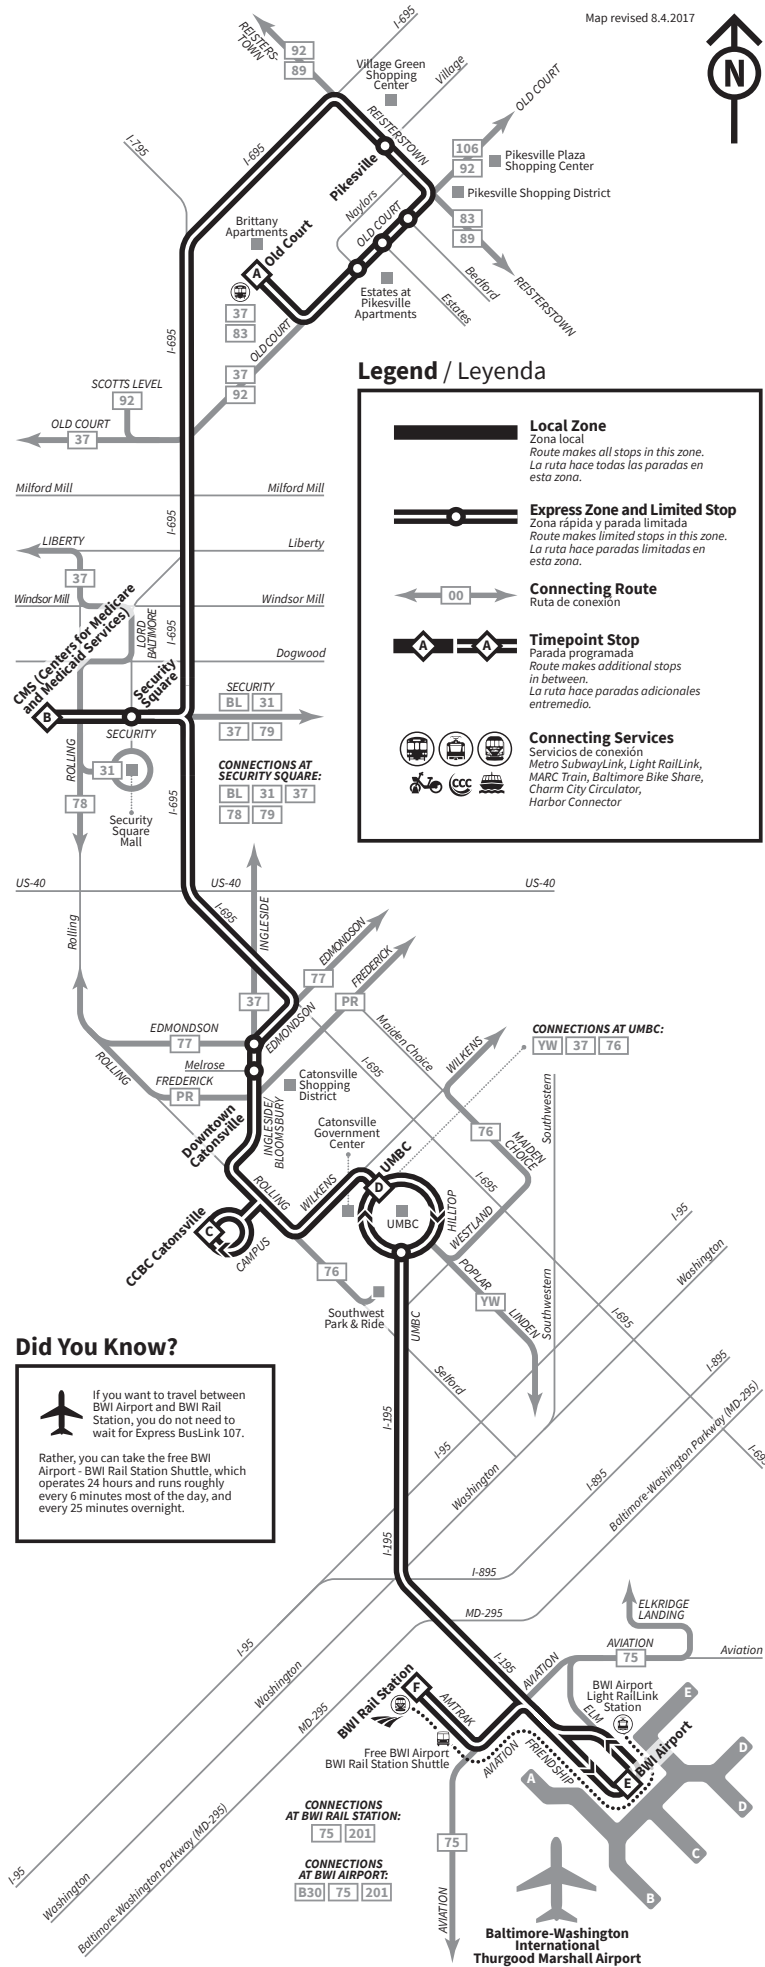 Map revised 8.4.2017
N
I-695
REISTERS-
TOWN
92
89
Village Green
Shopping
Center
Village
REISTERSTOWN
OLD COURT
106
92
Pikesville Plaza
Shopping Center
Pikesville Shopping District
83
89
REISTERSTOWN
I-795
I-695
Pikesville
Naylors
OLD COURT
Brittany
Apartments
Old Court
A
37
83
Estates at
Pikesville
Apartments
Bedford
Estates
OLD COURT
37
92
I-695
SCOTTS LEVEL
92
OLD COURT
37
Milford Mill
Milford Mill
I-695
LIBERTY
Liberty
37
Windsor Mill
Windsor Mill
LORD
BALTIMORE
I-695
Dogwood
CMS (Centers for Medicare
and Medicaid Services)
B
Security
Square
SECURITY
SECURITY
BL 31
37 79
ROLLING
31
78
Security
Square
Mall
I-695
CONNECTIONS AT
SECURITY SQUARE:
BL 31 37
78 79
Legend / Leyenda
Local Zone
Zona local
Route makes all stops in this zone.
La ruta hace todas las paradas en
esta zona.
Express Zone and Limited Stop
Zona rápida y parada limitada
Route makes limited stops in this zone.
La ruta hace paradas limitadas en
esta zona.
00
Connecting Route
Ruta de conexión
A A
Timepoint Stop
Parada programada
Route makes additional stops
in between.
La ruta hace paradas adicionales
entremedio.
CCC
Connecting Services
Servicios de conexión
Metro SubwayLink, Light RailLink,
MARC Train, Baltimore Bike Share,
Charm City Circulator,
Harbor Connector
US-40
US-40
US-40
Rolling
I-695
INGLESIDE
EDMONDSON
77
FREDERICK
PR
37
EDMONDSON
77
EDMONDSON
Melrose
ROLLING
FREDERICK
PR
Maiden Choice
I-695
WILKENS
CONNECTIONS AT UMBC:
YW 37 76
Catonsville
Shopping
District
Downtown
Catonsville
INGLESIDE/
BLOOMSBURY
Catonsville
Government
Center
76
MAIDEN
CHOICE
Southwestern
UMBC
D
I-695
ROLLING
WILKENS
UMBC
HILLTOP
WESTLAND
CCBC Catonsville
C
CAMPUS
76
Southwest
Park & Ride
POPLAR
YW
LINDEN
Southwestern
I-95
Washington
I-695
UMBC
Selford
I-895
Baltimore-Washington Parkway (MD-295)
I-695
Did You Know?
If you want to travel between
BWI Airport and BWI Rail
Station, you do not need to
wait for Express BusLink 107.
Rather, you can take the free BWI
Airport - BWI Rail Station Shuttle, which
operates 24 hours and runs roughly
every 6 minutes most of the day, and
every 25 minutes overnight.
I-195
I-95
Washington
I-895
I-195
I-895
MD-295
I-95
Washington
MD-295
I-195
ELKRIDGE
LANDING
AVIATION
75
Aviation
AVIATION
BWI Airport
Light RailLink
Station
ELM
BWI Rail Station
F
AMTRAK
Free BWI Airport
BWI Rail Station Shuttle
AVIATION
FRIENDSHIP
BWI Airport
E
E
D
D
C
B
A
75
AVIATION
CONNECTIONS
AT BWI RAIL STATION:
75 201
CONNECTIONS
AT BWI AIRPORT:
B30 75 201
I-95
Washington
Baltimore-Washington Parkway (MD-295)
Baltimore-Washington
International
Thurgood Marshall Airport